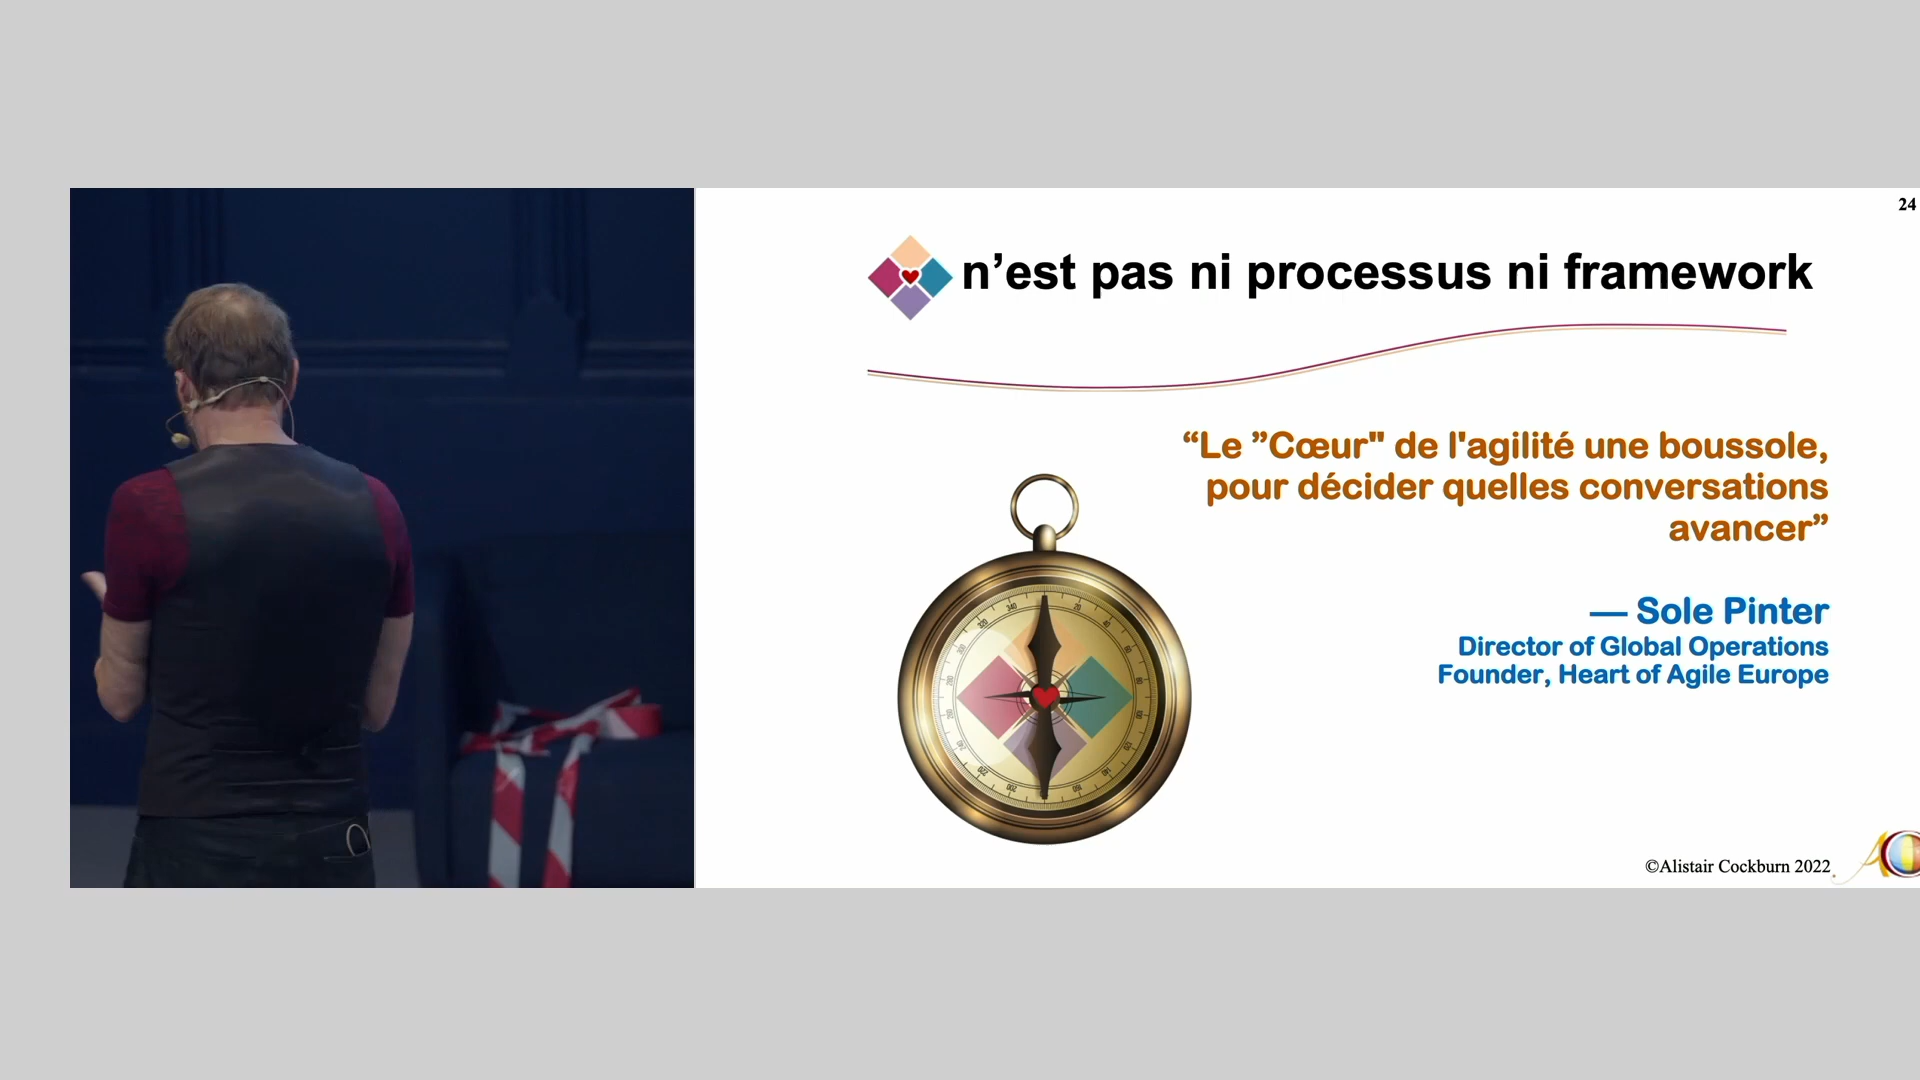 24
n’est pas ni processus ni framework
“Le ”Cœur" de l'agilité une boussole,
pour décider quelles conversations
avancer”
— Sole Pinter
Director of Global Operations
Founder, Heart of Agile Europe
©Alistair Cockburn 2022